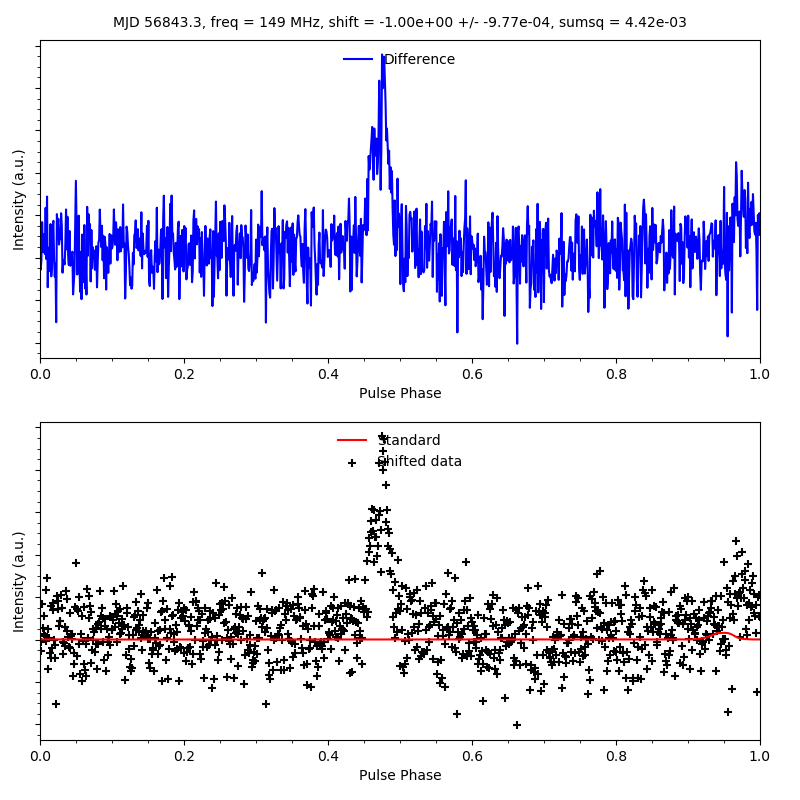 MJD 56843.3, freq = 149 MHz, shift = -1.00e+00 +/- -9.77e-04, sumsq = 4.42e-03
Difference
Intensity (a.u.)
0.0 0.2 0.4 0.6 0.8 1.0
Pulse Phase
Standard
Shifted data
Intensity (a.u.)
0.0 0.2 0.4 0.6 0.8 1.0
Pulse Phase